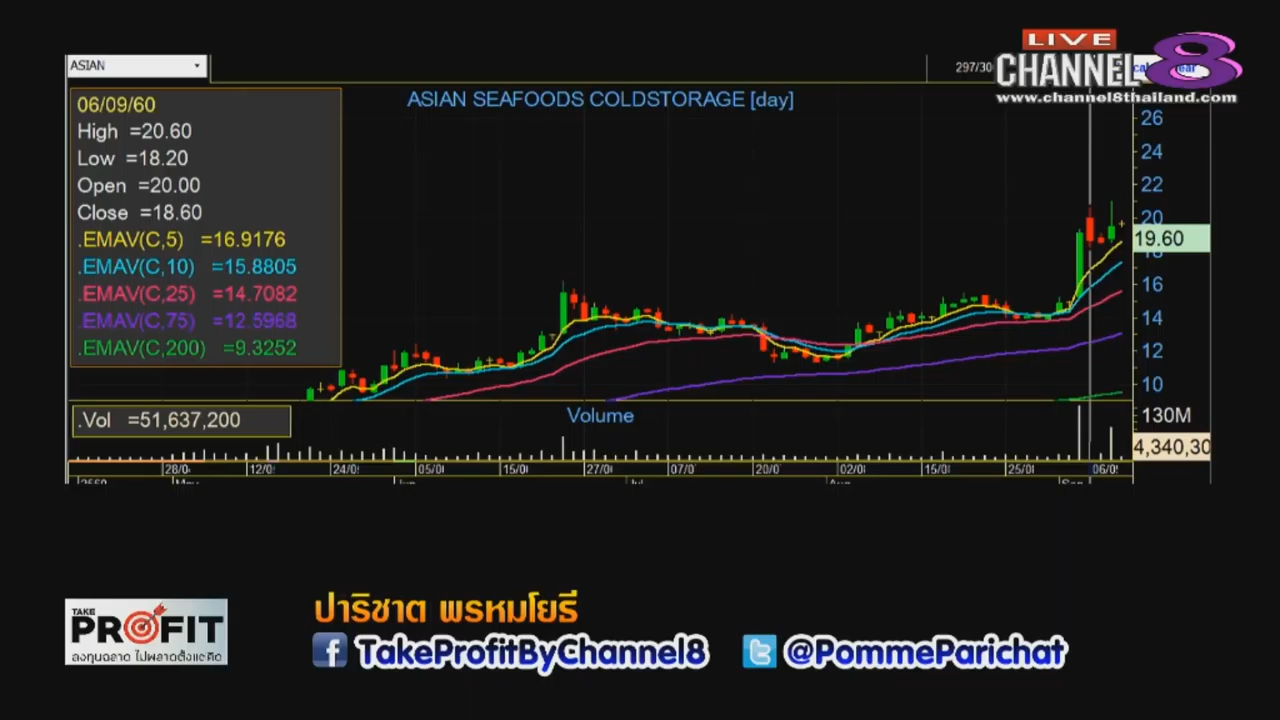 LIVE
CHANNEL 8
www.channel8thailand.com
ASIAN
297/30
ASIAN SEAFOODS COLDSTORAGE [day]
06/09/60
High =20.60
Low =18.20
Open =20.00
Close =18.60
.EMAV(C,5) =16.9176
.EMAV(C,10) =15.8805
.EMAV(C,25) =14.7082
.EMAV(C,75) =12.5968
.EMAV(C,200) =9.3252
26
24
22
20
19.60
18
16
14
12
10
.Vol =51,637,200
Volume
130M
4,340,30
28/0 12/0 24/0 05/0 15/0 27/0 07/0 20/0 02/0 15/0 25/0 06/0
TAKE
PROFIT
ลงทุนฉลาด ไม่พลาดตั้งแต่คิด
ปาริชาต พรหมโยธี
TakeProfitByChannel8
@PommeParichat